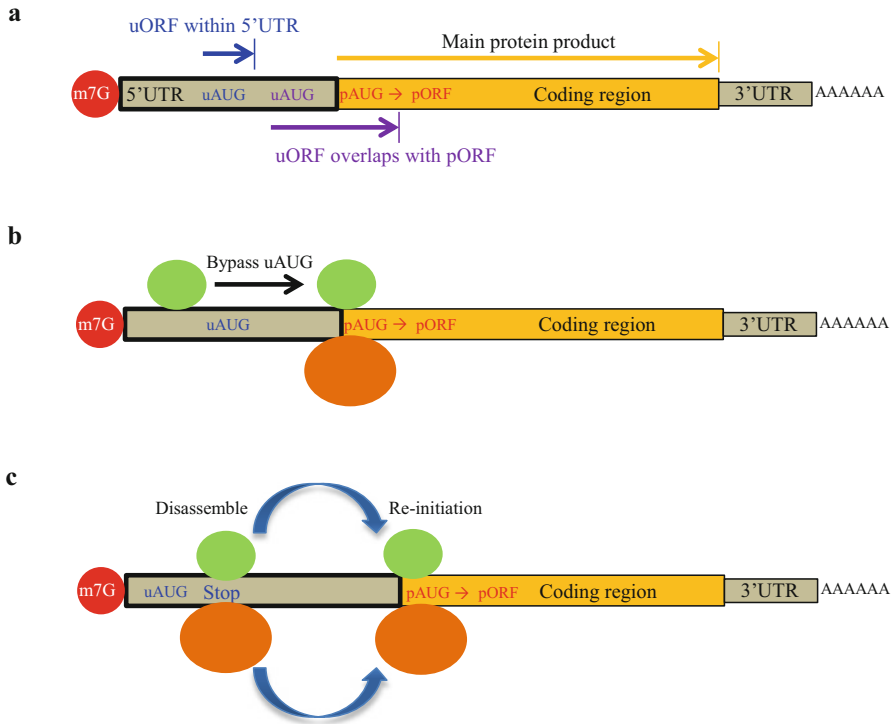 a
uORF within 5'UTR
Main protein product
m7G 5'UTR uAUG uAUG pAUG → pORF Coding region 3'UTR AAAAAA
uORF overlaps with pORF
b
Bypass uAUG
m7G uAUG pAUG → pORF Coding region 3'UTR AAAAAA
c
Disassemble Re-initiation
m7G uAUG Stop pAUG → pORF Coding region 3'UTR AAAAAA